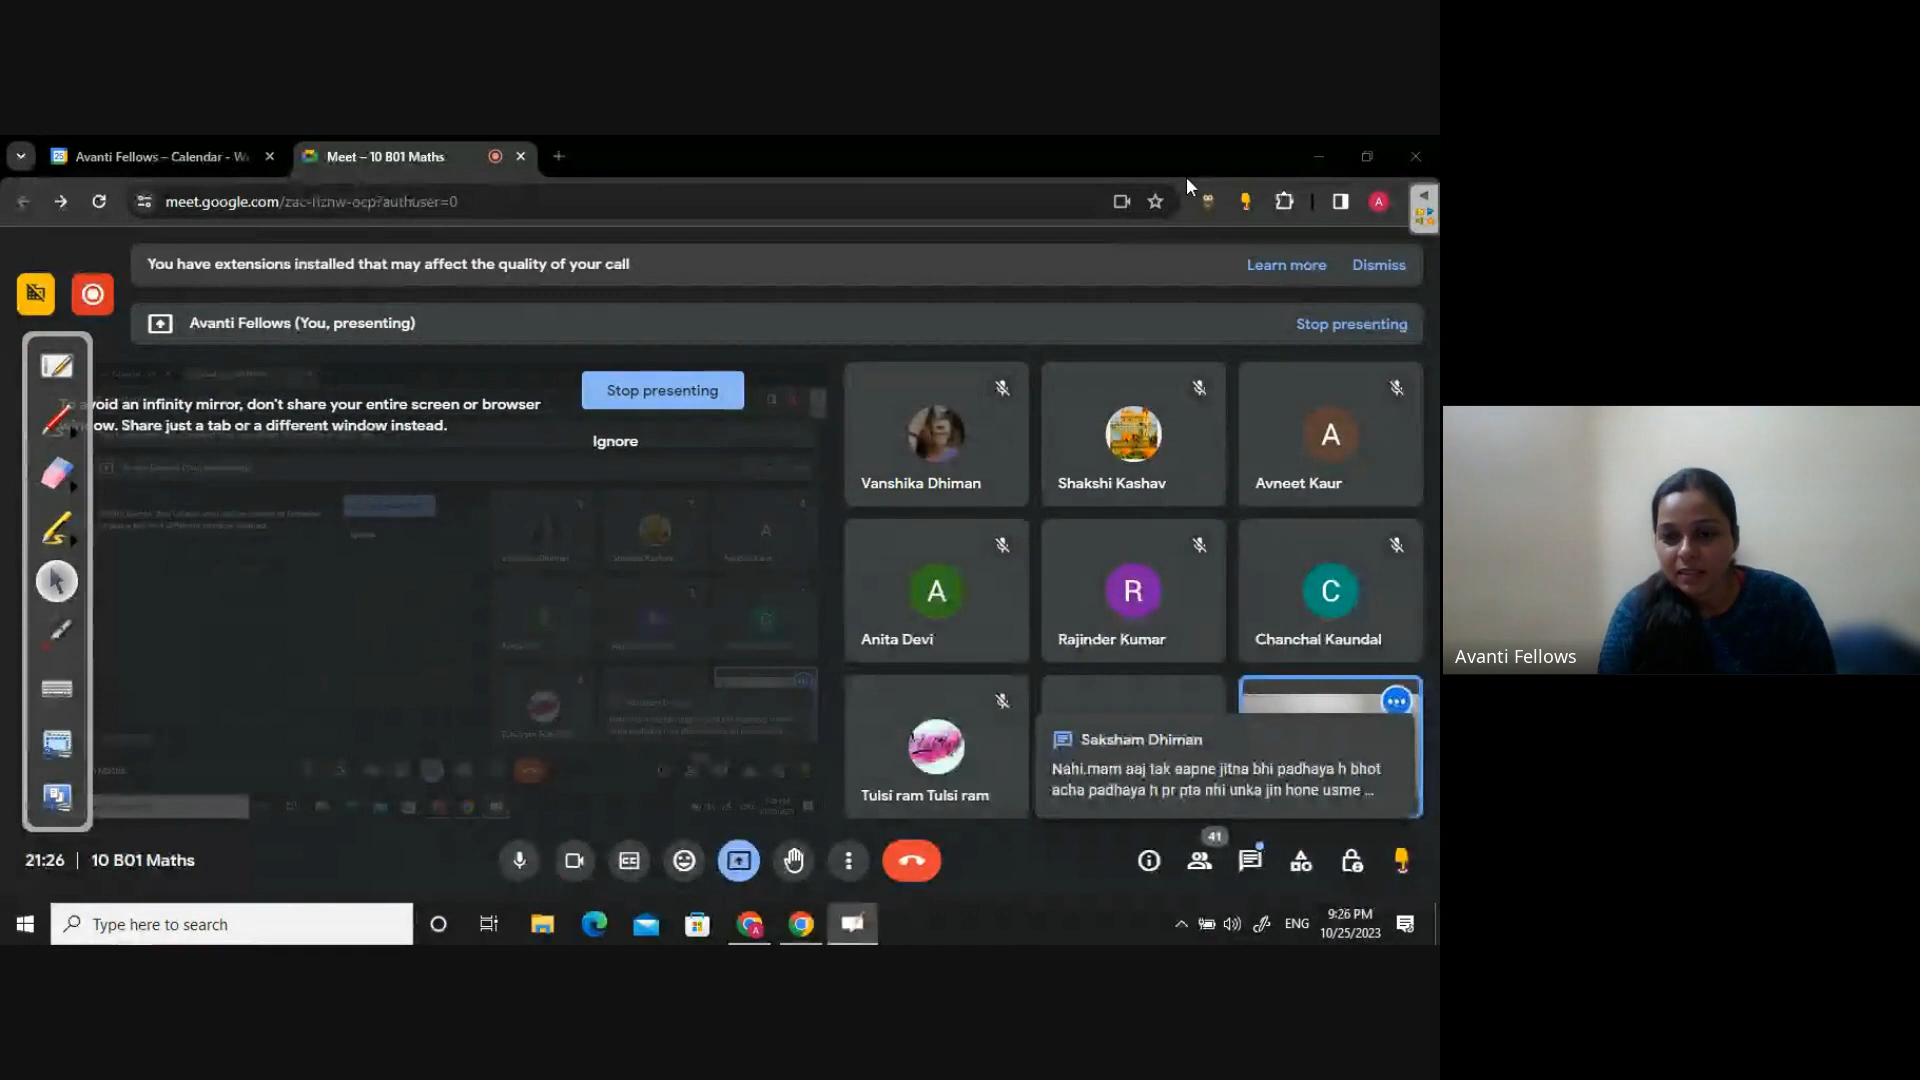 Avanti Fellows – Calendar - W
Meet – 10 B01 Maths
meet.google.com/zac-
?authuser=0
A
You have extensions installed that may affect the quality of your call
Learn more
Dismiss
Avanti Fellows (You, presenting)
Stop presenting
void an infinity mirror, don't share your entire screen or browser
ow. Share just a tab or a different window instead.
Stop presenting
Ignore
Vanshika Dhiman
Shakshi Kashav
A
Avneet Kaur
A
Anita Devi
R
Rajinder Kumar
C
Chanchal Kaundal
Avanti Fellows
Tulsi ram Tulsi ram
Saksham Dhiman
Nahi.mam aaj tak aapne jitna bhi padhaya h bhot
acha padhaya h pr pta nhi unka jin hone usme ...
21:26 | 10 B01 Maths
41
Type here to search
ENG
9:26 PM
10/25/2023